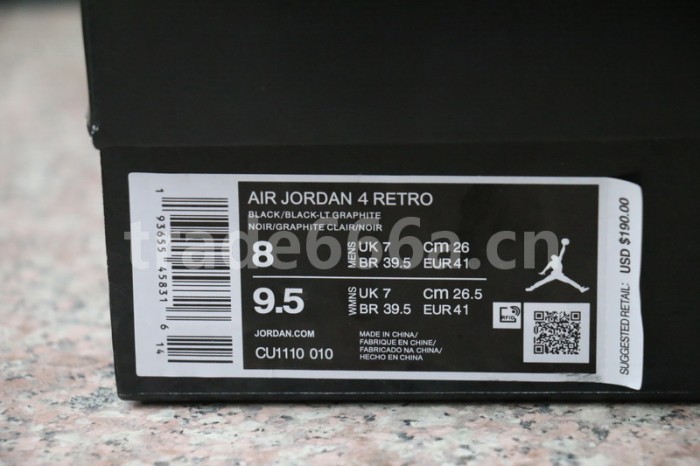 AIR JORDAN 4 RETRO
BLACK/BLACK-LT GRAPHITE
NOIR/GRAPHITE CLAIR/NOIR
trade666a.cn
8 MENS UK 7 cm 26
BR 39.5 EUR 41
9.5 WMNS UK 7 cm 26.5
BR 39.5 EUR 41
JORDAN.COM
CU1110 010
MADE IN CHINA/
FABRIQUE EN CHINE/
FABRICADO NA CHINA/
HECHO EN CHINA
RFID
1 93655 45831 6 14
SUGGESTED RETAIL: USD $190.00